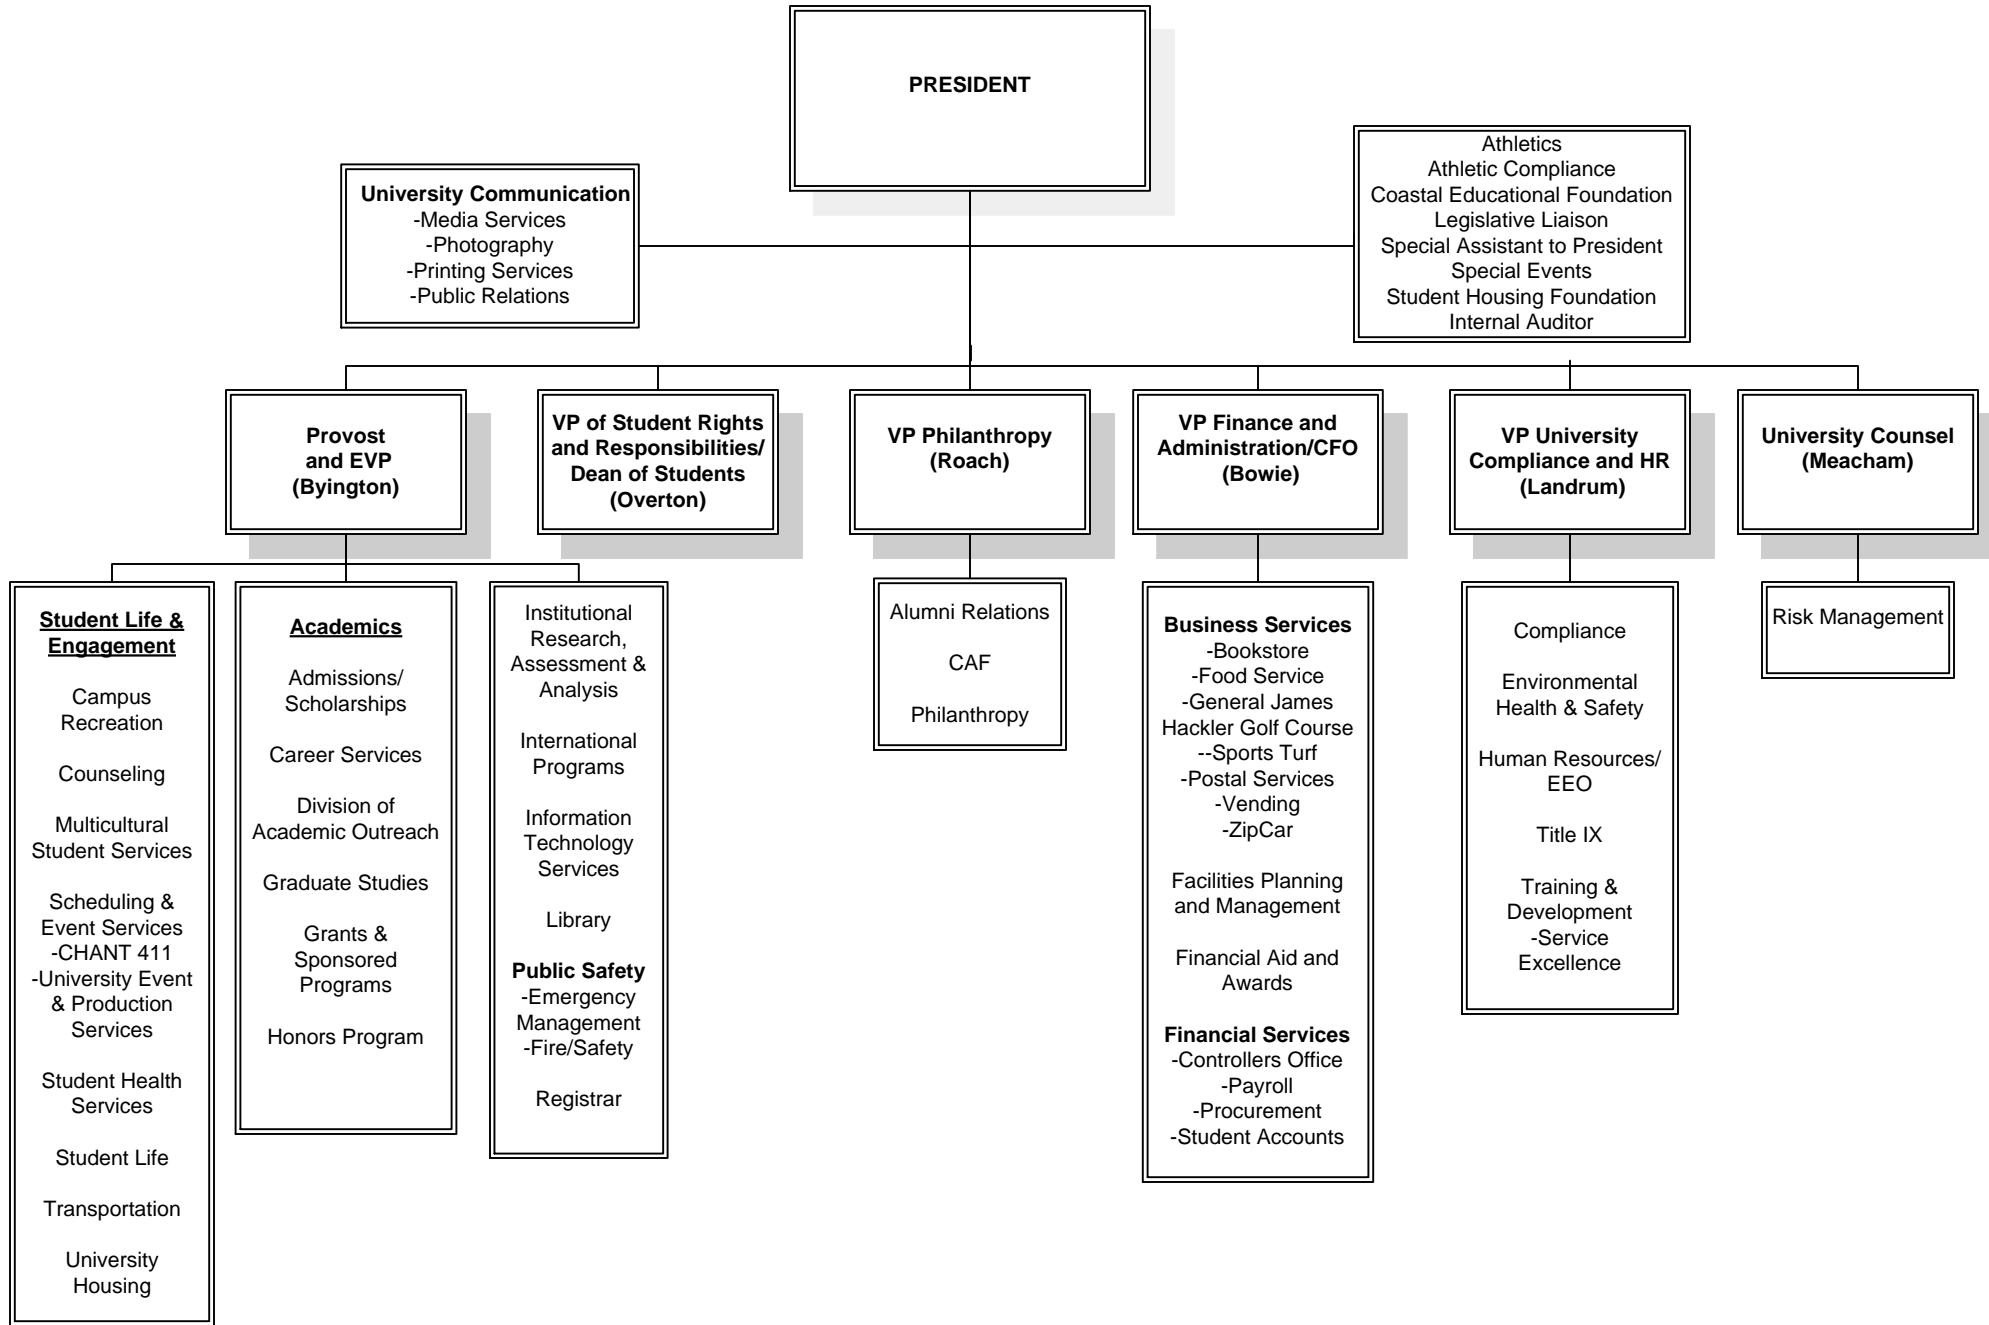 PRESIDENT
University Communication
-Media Services
-Photography
-Printing Services
-Public Relations
Athletics
Athletic Compliance
Coastal Educational Foundation
Legislative Liaison
Special Assistant to President
Special Events
Student Housing Foundation
Internal Auditor
Provost
and EVP
(Byington)
VP of Student Rights
and Responsibilities/
Dean of Students
(Overton)
VP Philanthropy
(Roach)
VP Finance and
Administration/CFO
(Bowie)
VP University
Compliance and HR
(Landrum)
University Counsel
(Meacham)
Student Life &
Engagement
Campus
Recreation
Counseling
Multicultural
Student Services
Scheduling &
Event Services
-CHANT 411
-University Event
& Production
Services
Student Health
Services
Student Life
Transportation
University
Housing
Academics
Admissions/
Scholarships
Career Services
Division of
Academic Outreach
Graduate Studies
Grants &
Sponsored
Programs
Honors Program
Institutional
Research,
Assessment &
Analysis
International
Programs
Information
Technology
Services
Library
Public Safety
-Emergency
Management
-Fire/Safety
Registrar
Alumni Relations
CAF
Philanthropy
Business Services
-Bookstore
-Food Service
-General James
Hackler Golf Course
--Sports Turf
-Postal Services
-Vending
-ZipCar
Facilities Planning
and Management
Financial Aid and
Awards
Financial Services
-Controllers Office
-Payroll
-Procurement
-Student Accounts
Compliance
Environmental
Health & Safety
Human Resources/
EEO
Title IX
Training &
Development
-Service
Excellence
Risk Management